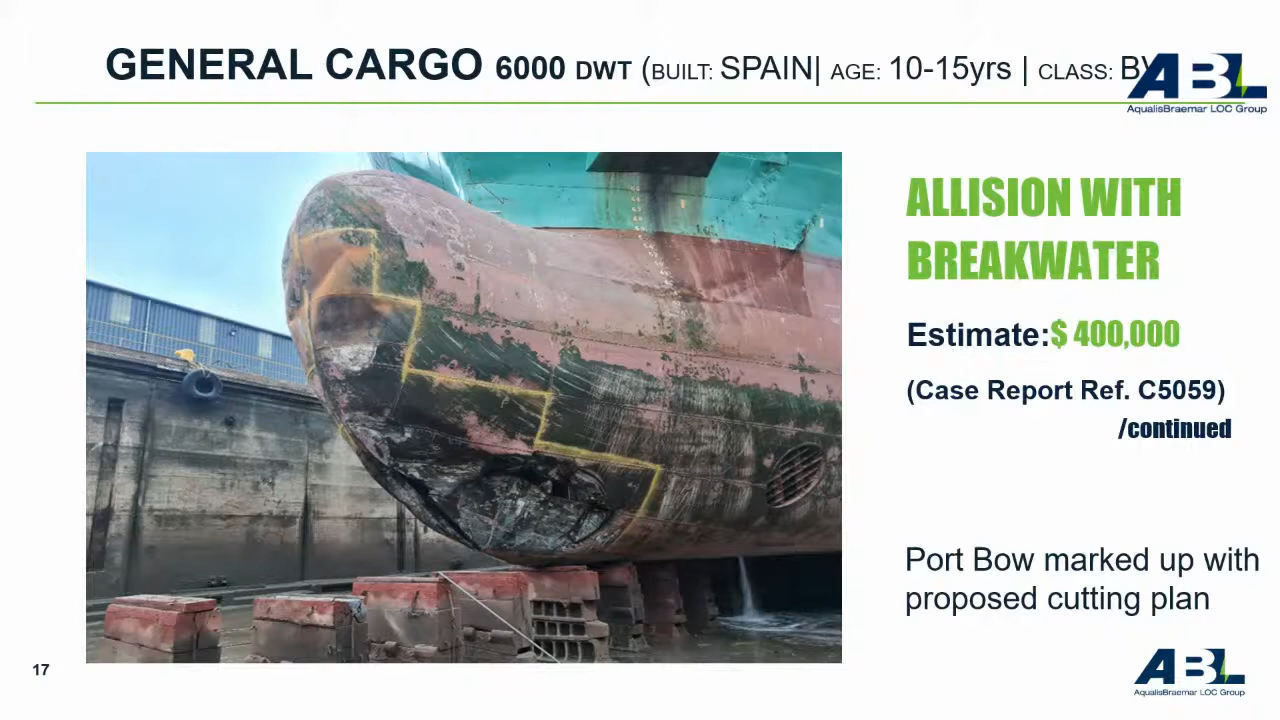 GENERAL CARGO 6000 DWT (BUILT: SPAIN| AGE: 10-15yrs | CLASS: BV
ABL
AqualisBraemar LOC Group
ALLISION WITH
BREAKWATER
Estimate:$ 400,000
(Case Report Ref. C5059)
/continued
Port Bow marked up with
proposed cutting plan
17
ABL
AqualisBraemar LOC Group